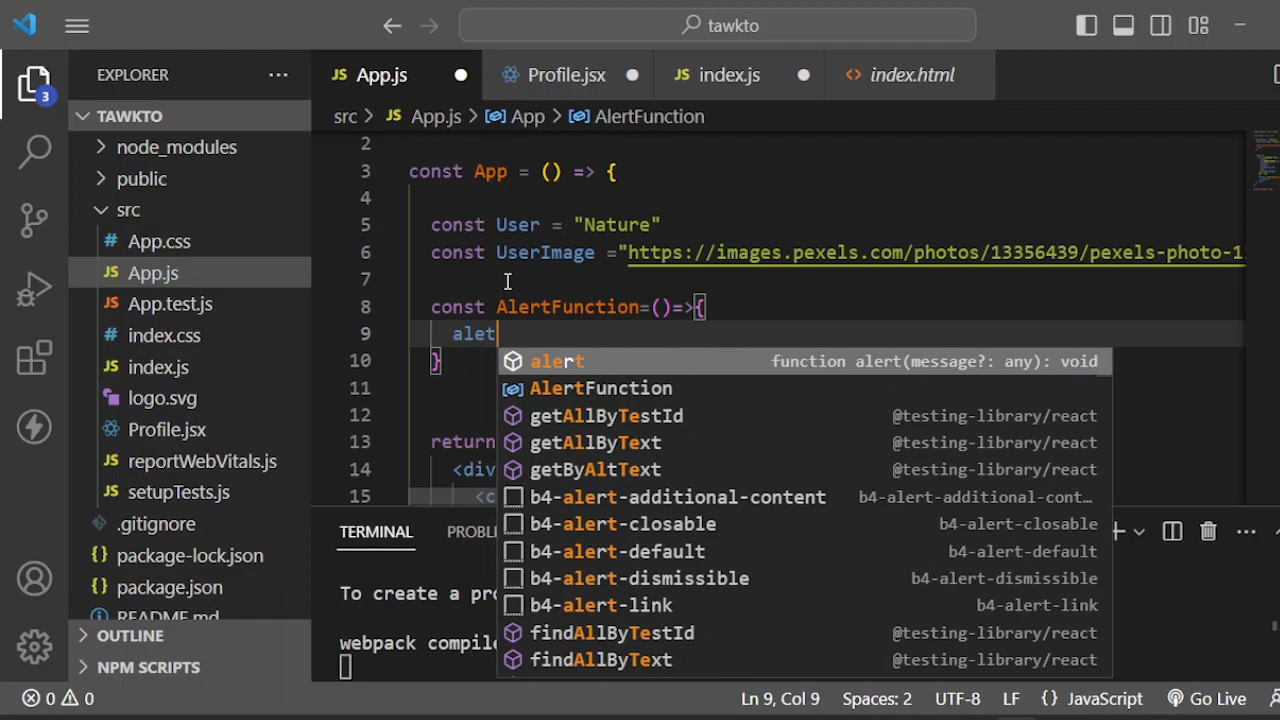 tawkto
EXPLORER
App.js
Profile.jsx
index.js
index.html
TAWKTO
node_modules
public
src
App.css
App.js
App.test.js
index.css
index.js
logo.svg
Profile.jsx
reportWebVitals.js
setupTests.js
.gitignore
package-lock.json
package.json
README.md
OUTLINE
NPM SCRIPTS
3
src > App.js > App > AlertFunction
2
3 const App = () => {
4
5 const User = "Nature"
6 const UserImage ="https://images.pexels.com/photos/13356439/pexels-photo-1
7
8 const AlertFunction=()=>{
9 alet
10 }
11
12
13 return
14 <div
15 <c
alert function alert(message?: any): void
AlertFunction
getAllByTestId @testing-library/react
getAllByText @testing-library/react
getByAltText @testing-library/react
b4-alert-additional-content b4-alert-additional-cont…
b4-alert-closable b4-alert-closable
b4-alert-default b4-alert-default
b4-alert-dismissible b4-alert-dismissible
b4-alert-link b4-alert-link
findAllByTestId @testing-library/react
findAllByText @testing-library/react
TERMINAL PROBL
To create a pro
webpack compile
0 0
Ln 9, Col 9 Spaces: 2 UTF-8 LF {} JavaScript Go Live